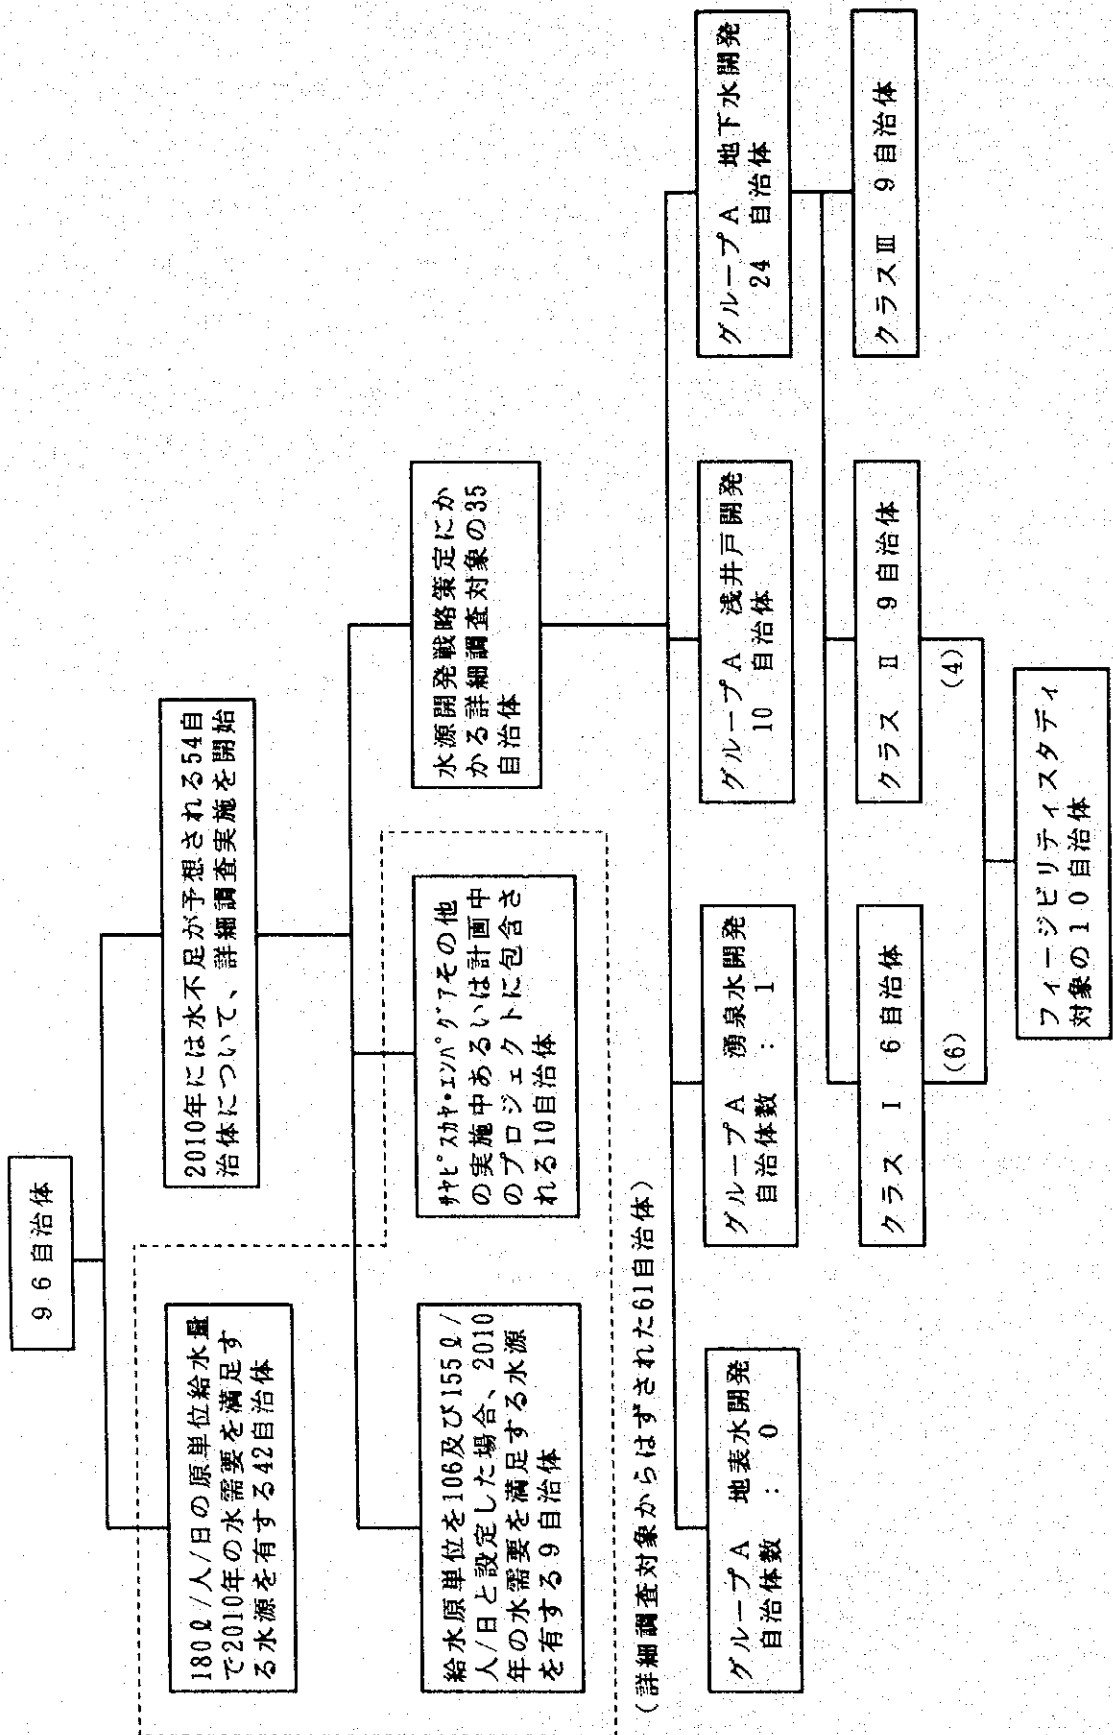 96自治体
180ℓ/人/日の原単位給水量
で2010年の水需要を満足す
る水源を有する42自治体
2010年には水不足が予想される54自
治体について、詳細調査実施を開始
給水原単位を106及び155ℓ/
人/日と設定した場合、2010
年の水需要を満足する水源
を有する9自治体
ｻﾔﾋﾟｽｶﾔ・ｴﾝﾊﾟｸﾞｱその他
の実施中あるいは計画中
のプロジェクトに包含さ
れる10自治体
水源開発戦略策定にか
かる詳細調査対象の35
自治体
(詳細調査対象からはずされた61自治体)
グループA 地表水開発
自治体数 : 0
グループA 湧泉水開発
自治体数 : 1
グループA 浅井戸開発
10 自治体
グループA 地下水開発
24 自治体
クラス I 6自治体
クラス II 9自治体
クラスIII 9自治体
(6)
(4)
フィージビリティスタディ
対象の10自治体